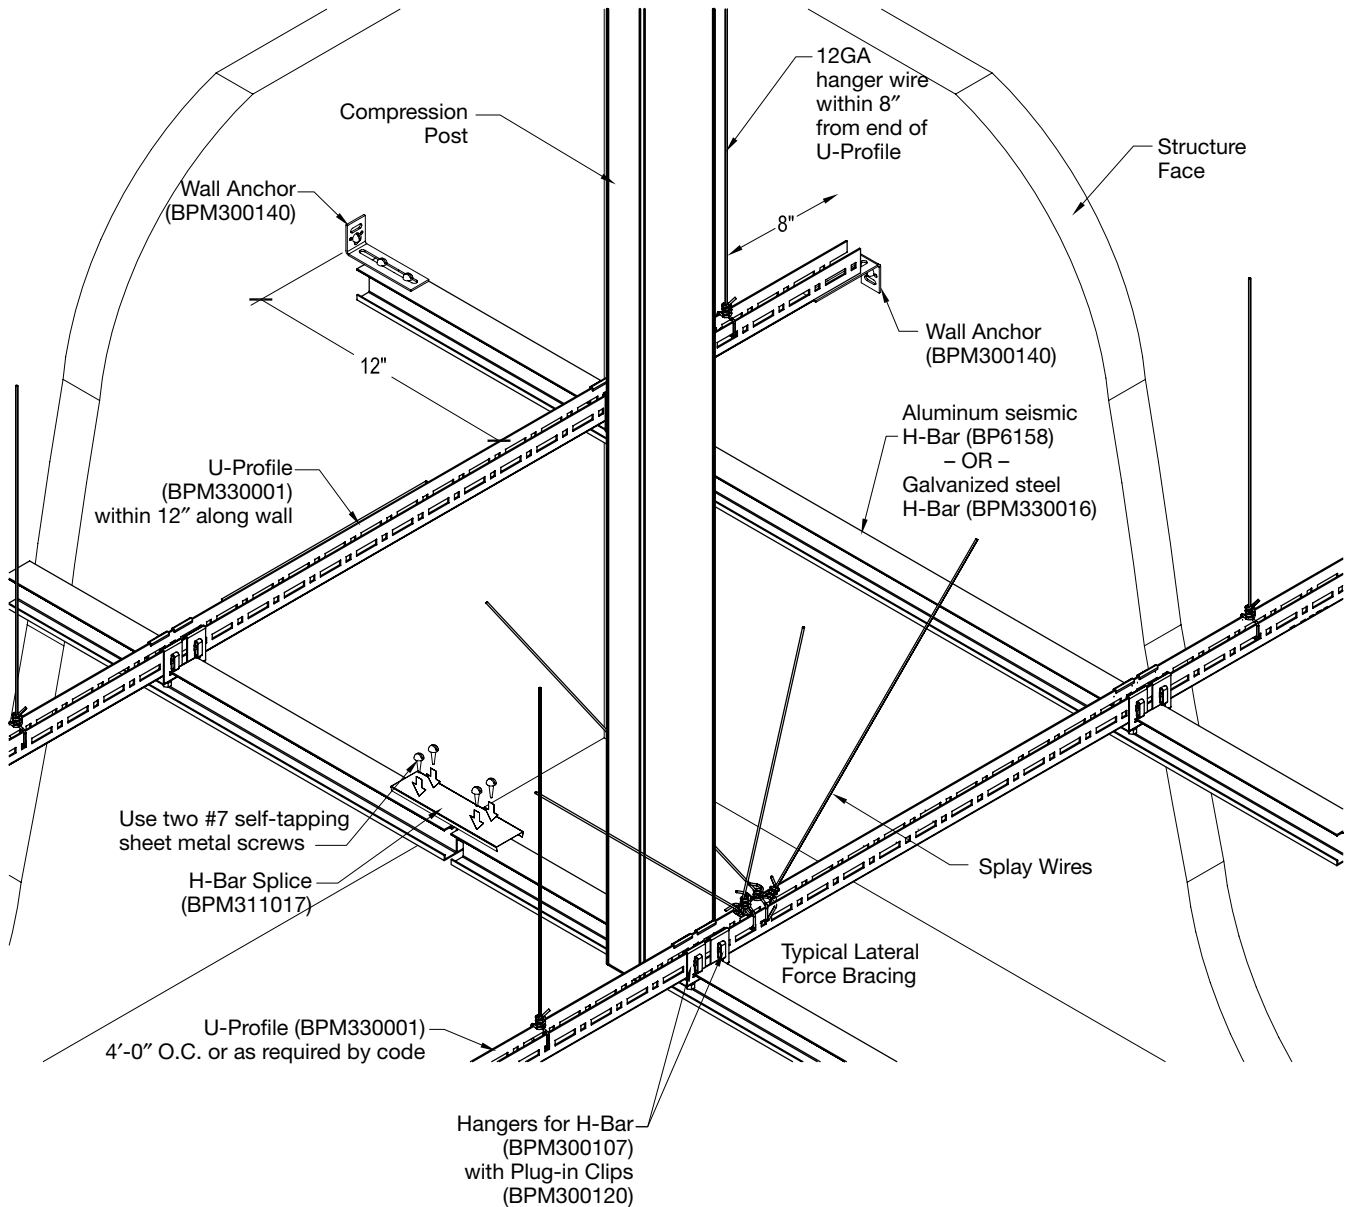 12GA
hanger wire
within 8″
from end of
U-Profile
Compression
Post
Structure
Face
Wall Anchor
(BPM300140)
8"
Wall Anchor
(BPM300140)
12"
Aluminum seismic
H-Bar (BP6158)
– OR –
Galvanized steel
H-Bar (BPM330016)
U-Profile
(BPM330001)
within 12″ along wall
Use two #7 self-tapping
sheet metal screws
H-Bar Splice
(BPM311017)
Splay Wires
Typical Lateral
Force Bracing
U-Profile (BPM330001)
4′-0″ O.C. or as required by code
Hangers for H-Bar
(BPM300107)
with Plug-in Clips
(BPM300120)